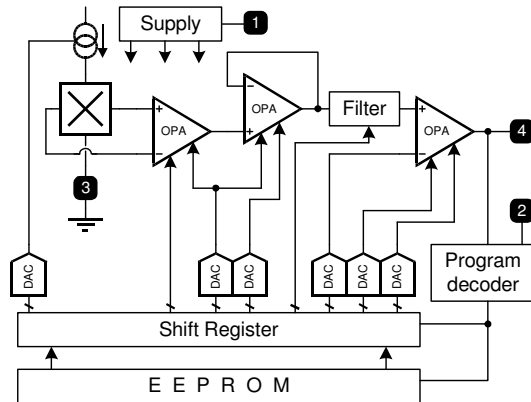 Supply
1
+
−
OPA
−
+
OPA
Filter
+
−
OPA
4
3
2
DAC
DAC
DAC
DAC
DAC
DAC
Program
decoder
Shift Register
E E P R O M